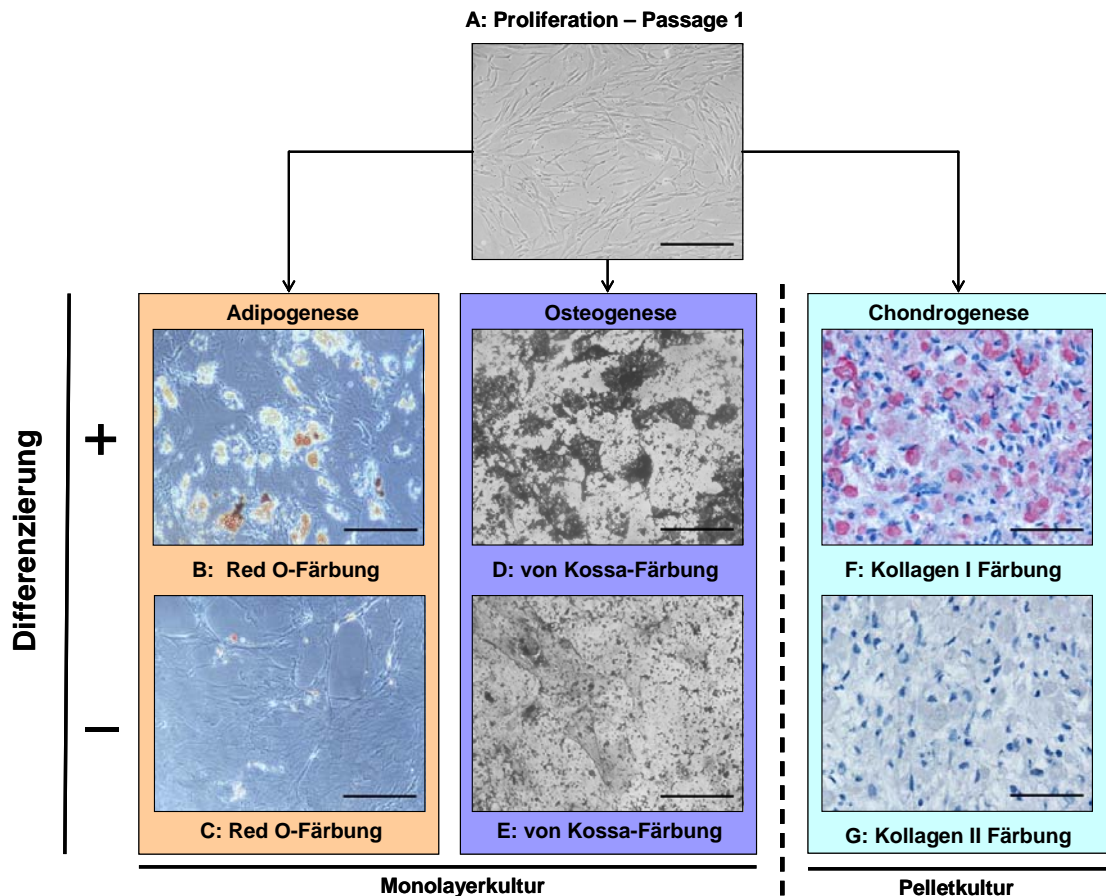 A: Proliferation – Passage 1
Adipogenese
Osteogenese
Chondrogenese
Differenzierung
+
B: Red O-Färbung
D: von Kossa-Färbung
F: Kollagen I Färbung
–
C: Red O-Färbung
E: von Kossa-Färbung
G: Kollagen II Färbung
Monolayerkultur
Pelletkultur